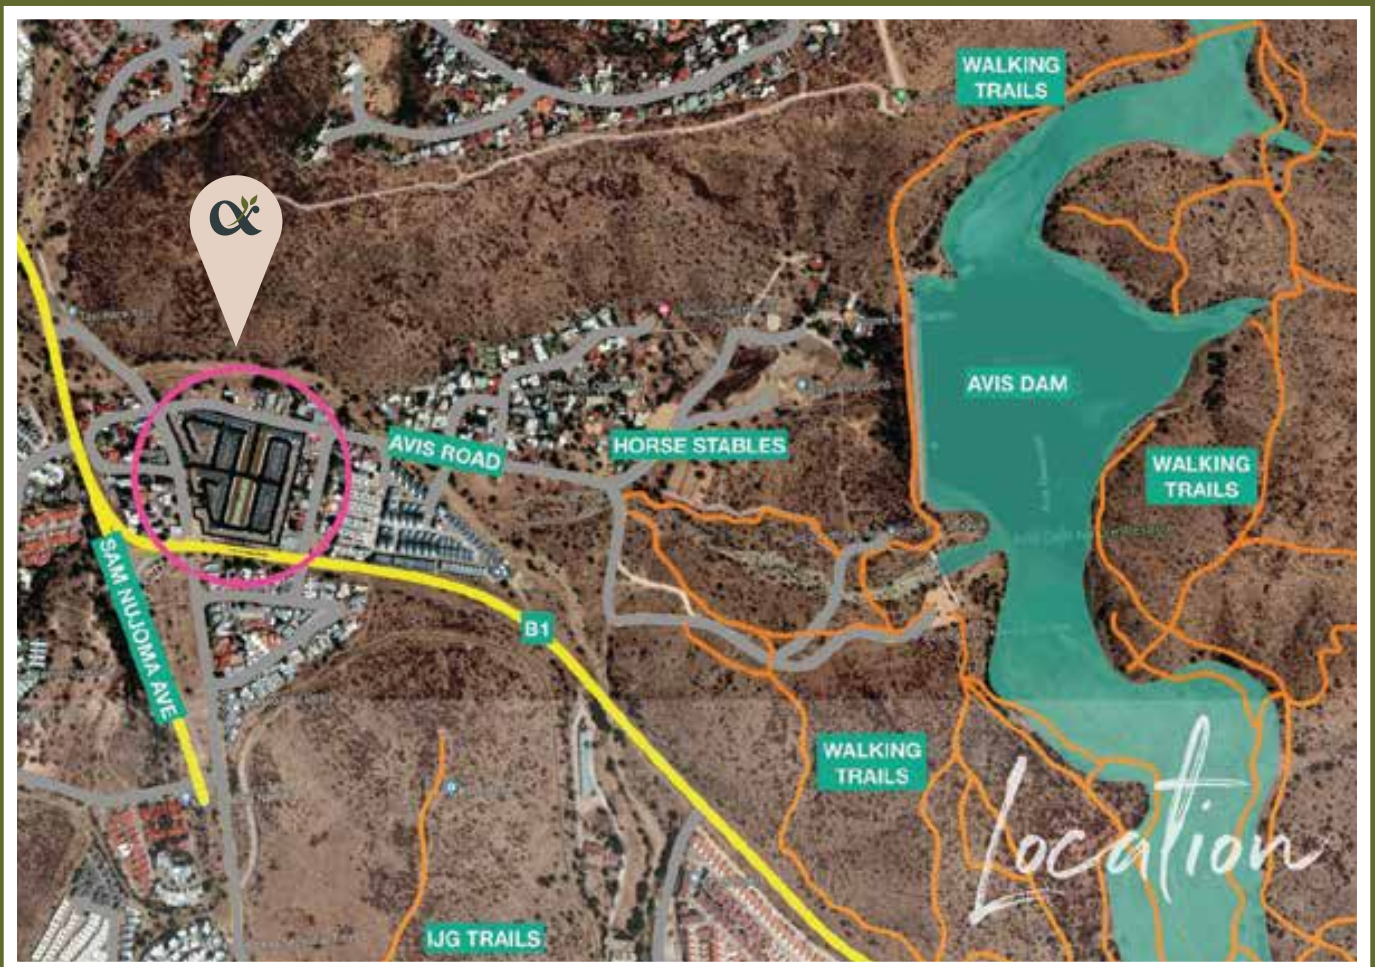 WALKING
TRAILS
AVIS DAM
AVIS ROAD
HORSE STABLES
WALKING
TRAILS
SAM NUJOMA AVE
B1
WALKING
TRAILS
Location
IJG TRAILS